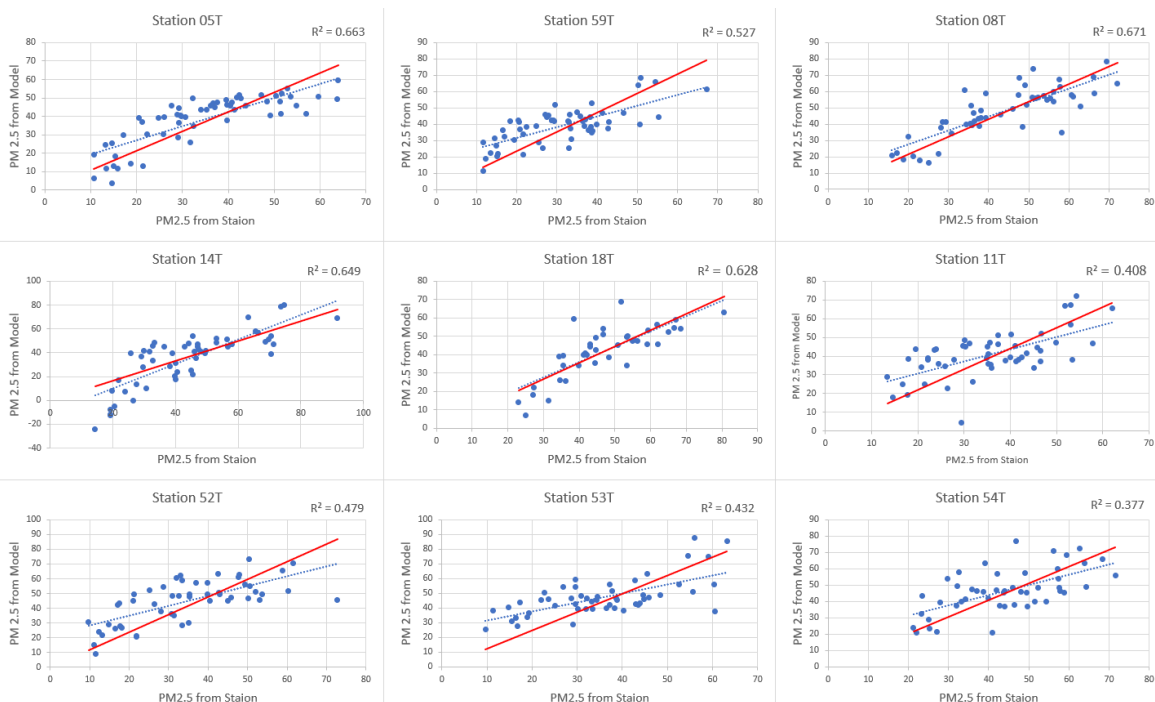 Station 05T
R² = 0.663
PM 2.5 from Model
80
70
60
50
40
30
20
10
0
0 10 20 30 40 50 60 70
PM2.5 from Staion
Station 59T
R² = 0.527
PM 2.5 from Model
90
80
70
60
50
40
30
20
10
0
0 10 20 30 40 50 60 70 80
PM2.5 from Staion
Station 08T
R² = 0.671
PM 2.5 from Model
90
80
70
60
50
40
30
20
10
0
0 10 20 30 40 50 60 70 80
PM2.5 from Staion
Station 14T
R² = 0.649
PM 2.5 from Model
100
80
60
40
20
0
-20
-40
0 20 40 60 80 100
PM2.5 from Staion
Station 18T
R² = 0.628
PM 2.5 from Model
80
70
60
50
40
30
20
10
0
0 10 20 30 40 50 60 70 80 90
PM2.5 from Staion
Station 11T
R² = 0.408
PM 2.5 from Model
80
70
60
50
40
30
20
10
0
0 10 20 30 40 50 60 70
PM2.5 from Staion
Station 52T
R² = 0.479
PM 2.5 from Model
100
90
80
70
60
50
40
30
20
10
0
0 10 20 30 40 50 60 70 80
PM2.5 from Staion
Station 53T
R² = 0.432
PM 2.5 from Model
100
90
80
70
60
50
40
30
20
10
0
0 10 20 30 40 50 60 70
PM2.5 from Staion
Station 54T
R² = 0.377
PM 2.5 from Model
90
80
70
60
50
40
30
20
10
0
0 10 20 30 40 50 60 70 80
PM2.5 from Staion